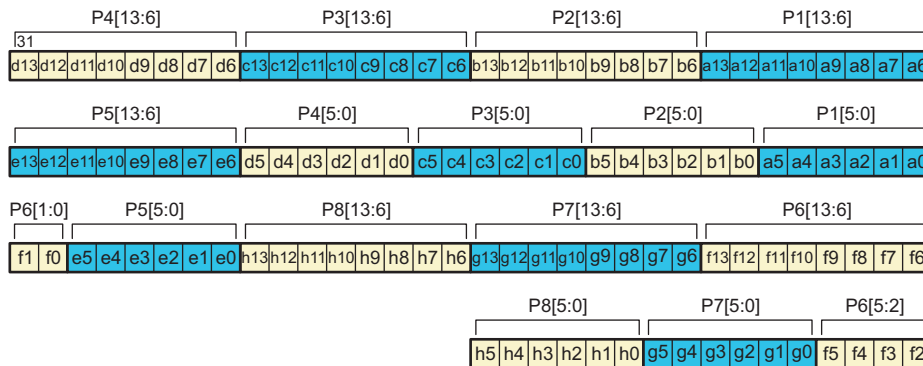 P4[13:6] P3[13:6] P2[13:6] P1[13:6]
31
d13 d12 d11 d10 d9 d8 d7 d6 c13 c12 c11 c10 c9 c8 c7 c6 b13 b12 b11 b10 b9 b8 b7 b6 a13 a12 a11 a10 a9 a8 a7 a6
P5[13:6] P4[5:0] P3[5:0] P2[5:0] P1[5:0]
e13 e12 e11 e10 e9 e8 e7 e6 d5 d4 d3 d2 d1 d0 c5 c4 c3 c2 c1 c0 b5 b4 b3 b2 b1 b0 a5 a4 a3 a2 a1 a0
P6[1:0] P5[5:0] P8[13:6] P7[13:6] P6[13:6]
f1 f0 e5 e4 e3 e2 e1 e0 h13 h12 h11 h10 h9 h8 h7 h6 g13 g12 g11 g10 g9 g8 g7 g6 f13 f12 f11 f10 f9 f8 f7 f6
P8[5:0] P7[5:0] P6[5:2]
h5 h4 h3 h2 h1 h0 g5 g4 g3 g2 g1 g0 f5 f4 f3 f2